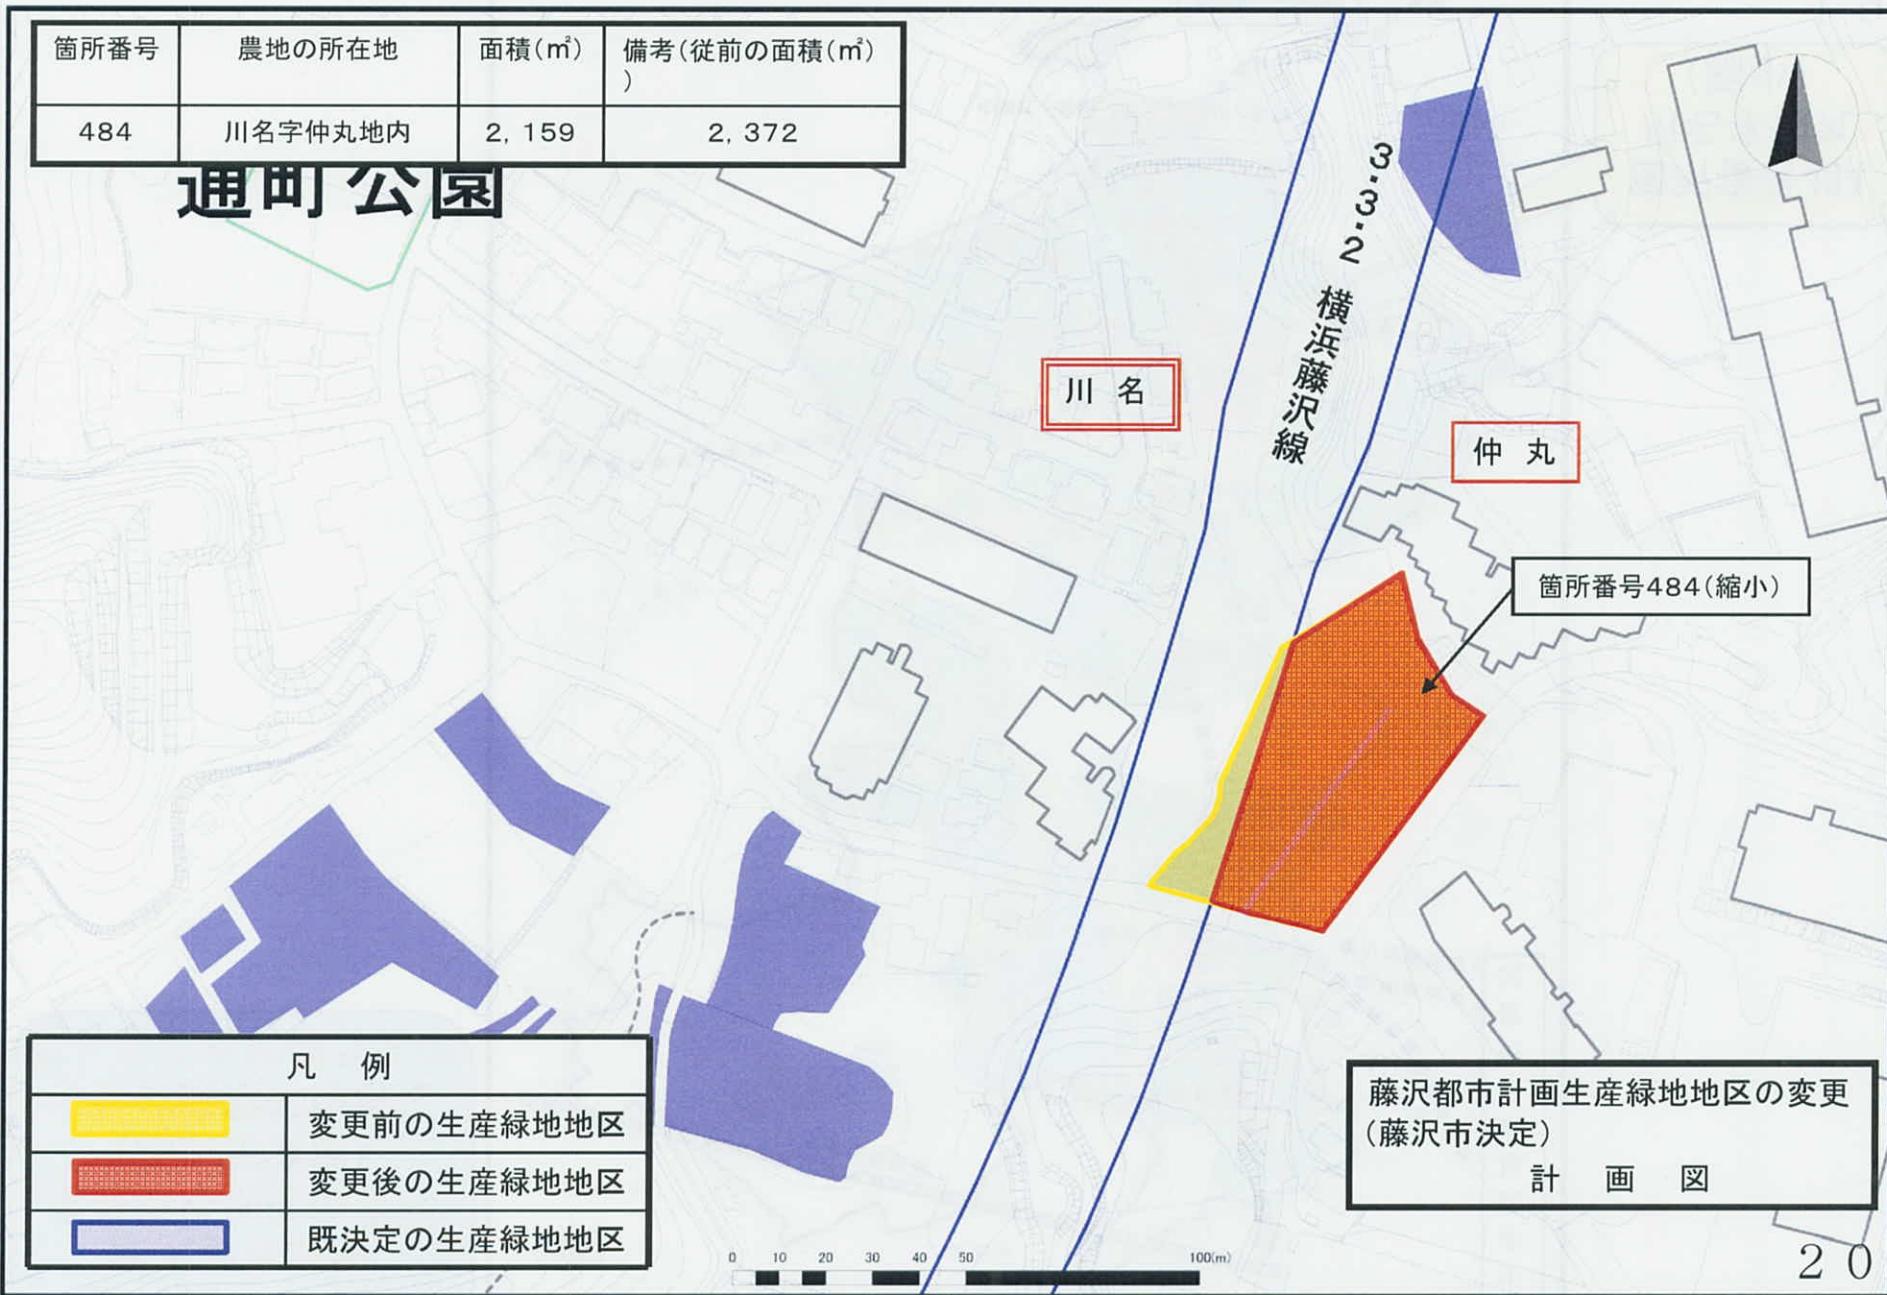 箇所番号 農地の所在地 面積(㎡) 備考(従前の面積(㎡)
)
484 川名字仲丸地内 2,159 2,372
通町公園
3・3・2 横浜藤沢線
川名
仲丸
箇所番号484(縮小)
凡 例
変更前の生産緑地地区
変更後の生産緑地地区
既決定の生産緑地地区
0 10 20 30 40 50 100(m)
藤沢都市計画生産緑地地区の変更
(藤沢市決定)
計 画 図
20